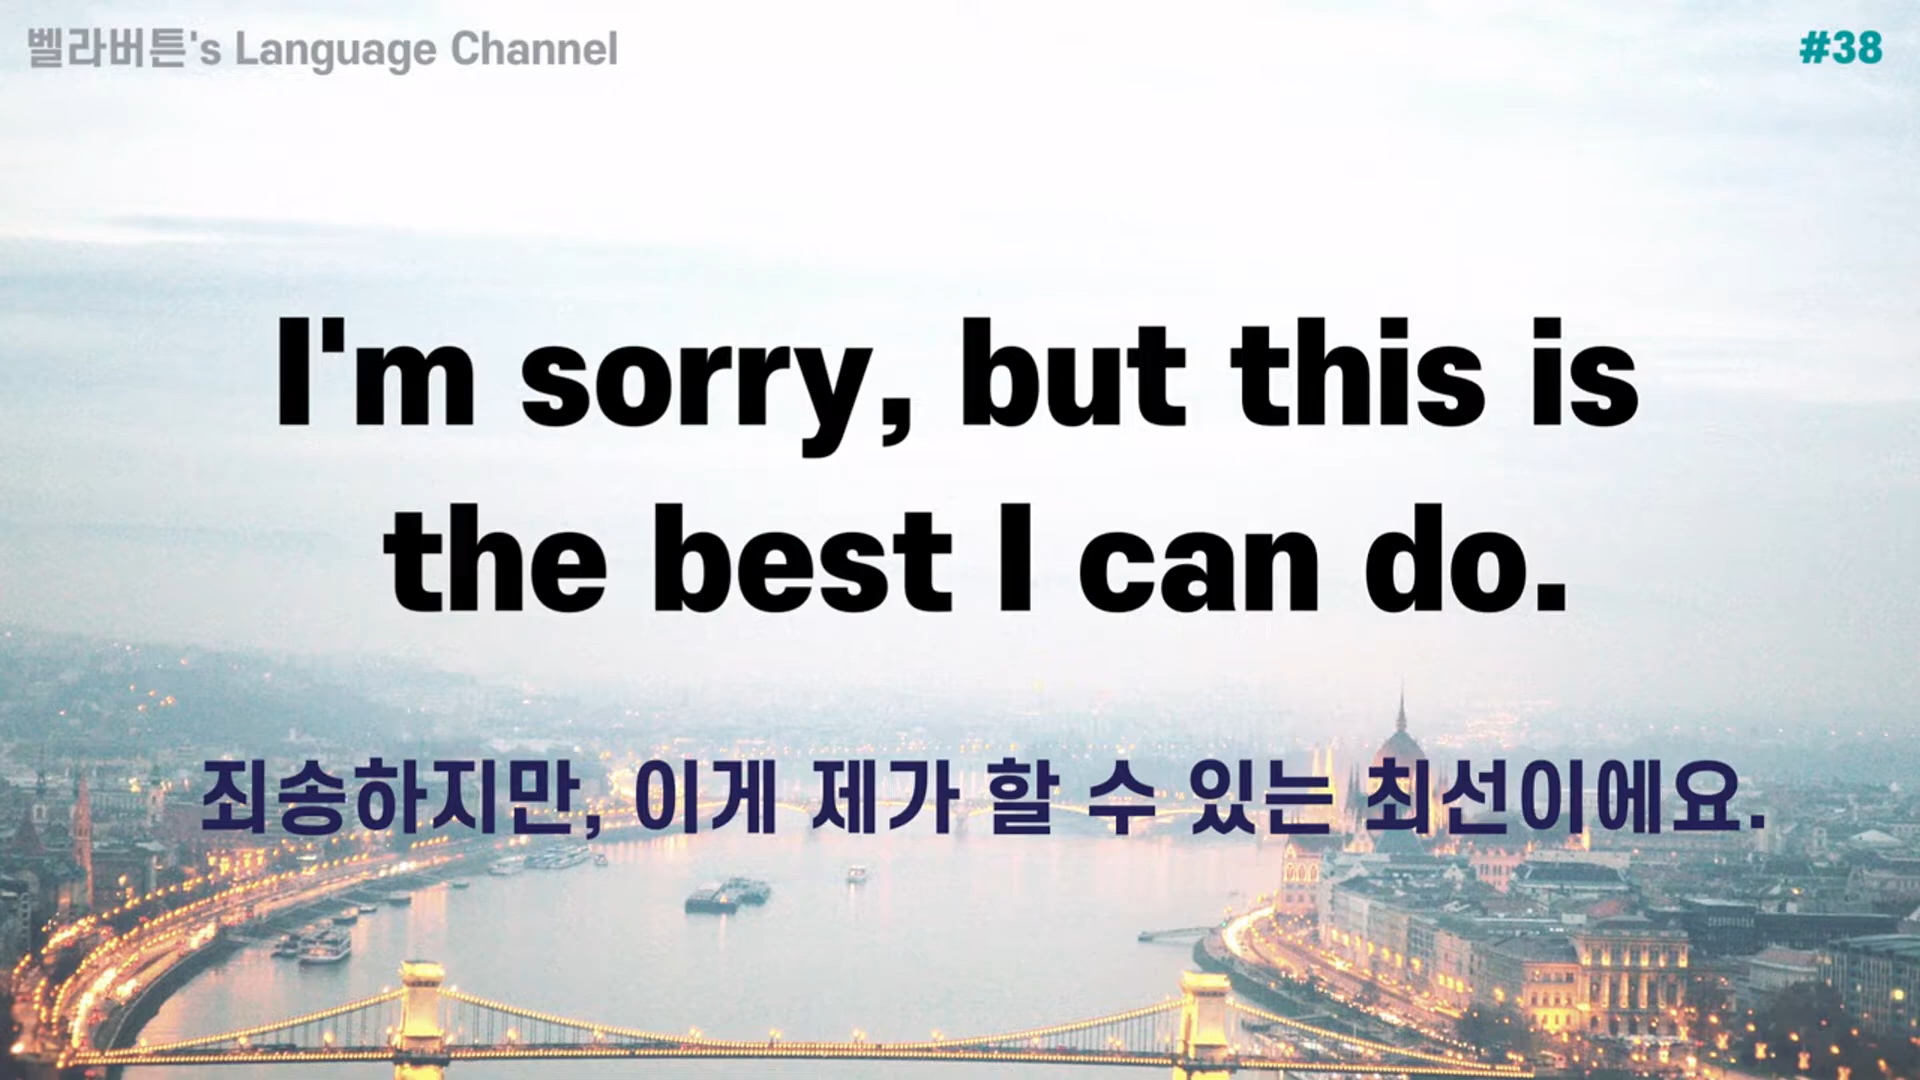 벨라버튼's Language Channel
#38
I'm sorry, but this is
the best I can do.
죄송하지만, 이게 제가 할 수 있는 최선이에요.